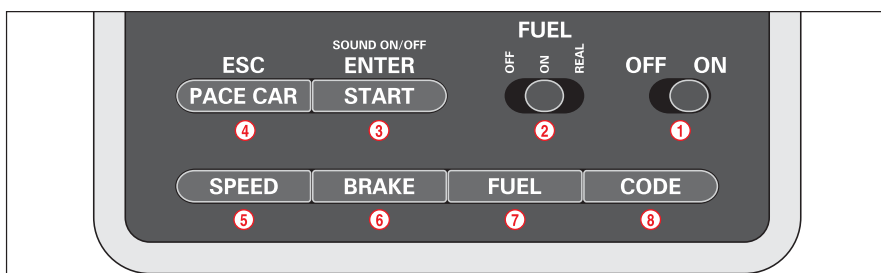 FUEL
SOUND ON/OFF
OFF ON REAL
ESC ENTER OFF ON
PACE CAR START
4 3 2 1
SPEED BRAKE FUEL CODE
5 6 7 8